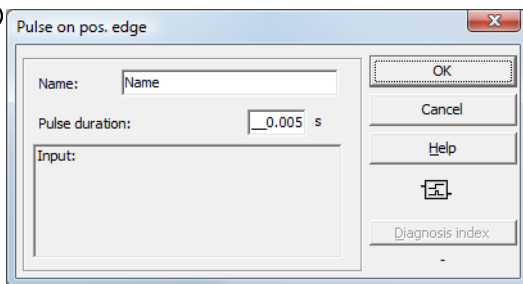 )
Pulse on pos. edge
Name: Name
Pulse duration: __0.005 s
Input:
OK
Cancel
Help
Diagnosis index
-